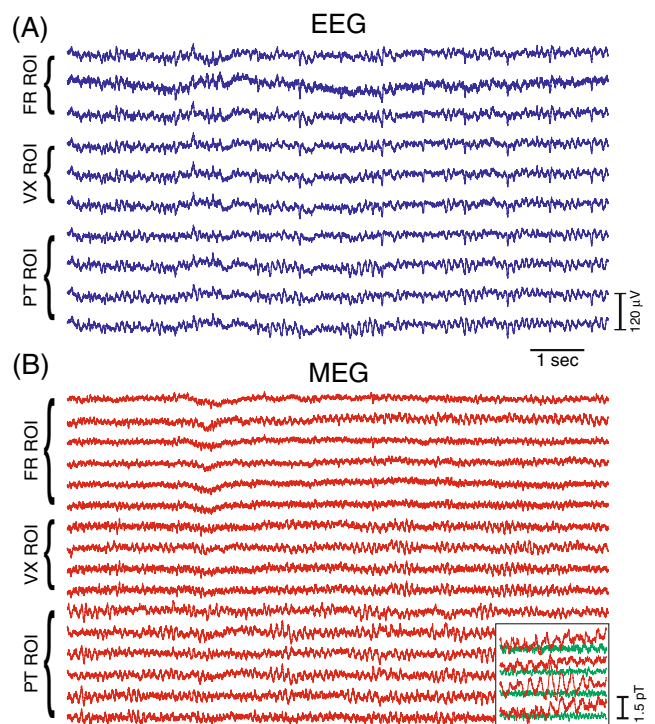 (A)
EEG
FR ROI
VX ROI
PT ROI
120 µV
1 sec
(B)
MEG
FR ROI
VX ROI
PT ROI
1.5 pT